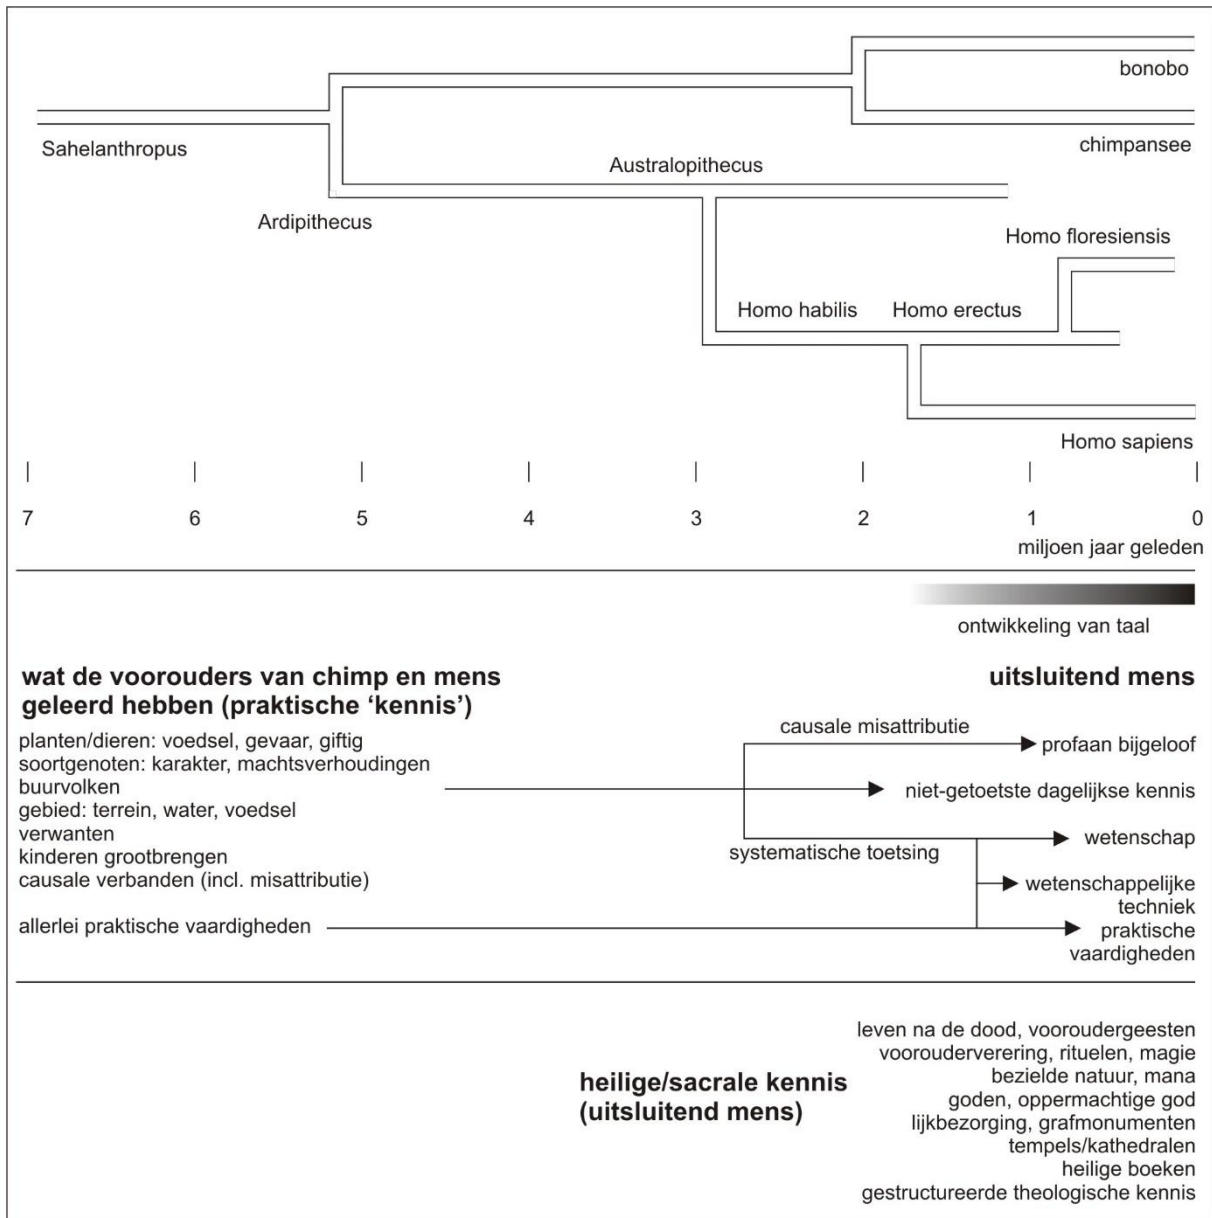 bonobo
Sahelanthropus
chimpansee
Australopithecus
Ardipithecus
Homo floresiensis
Homo habilis
Homo erectus
Homo sapiens
7 6 5 4 3 2 1 0
miljoen jaar geleden
ontwikkeling van taal
wat de voorouders van chimp en mens
geleerd hebben (praktische ‘kennis’)
uitsluitend mens
planten/dieren: voedsel, gevaar, giftig
soortgenoten: karakter, machtsverhoudingen
buurvolken
gebied: terrein, water, voedsel
verwanten
kinderen grootbrengen
causale verbanden (incl. misattributie)
allerlei praktische vaardigheden
causale misattributie
profaan bijgeloof
niet-getoetste dagelijkse kennis
systematische toetsing
wetenschap
wetenschappelijke
techniek
praktische
vaardigheden
heilige/sacrale kennis
(uitsluitend mens)
leven na de dood, vooroudergeesten
voorouderverering, rituelen, magie
bezielde natuur, mana
goden, oppermachtige god
lijkbezorging, grafmonumenten
tempels/kathedralen
heilige boeken
gestructureerde theologische kennis